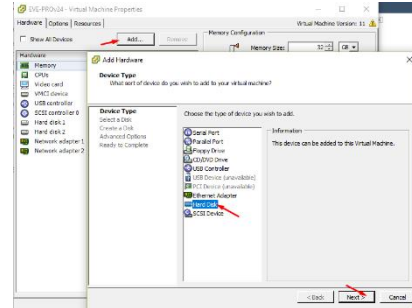 EVE-PROv24 - Virtual Machine Properties
Hardware Options Resources
Virtual Machine Version: 11
Show All Devices
Add...
Remove
Memory Configuration
Memory Size: 32 GB
Hardware
Memory
CPUs
Video card
VMCI device
USB controller
SCSI controller 0
Hard disk 1
Hard disk 2
Network adapter 1
Network adapter 2
Add Hardware
Device Type
What sort of device do you wish to add to your virtual machine?
Device Type
Select a Disk
Create a Disk
Advanced Options
Ready to Complete
Choose the type of device you wish to add.
Serial Port
Parallel Port
Floppy Drive
CD/DVD Drive
USB Controller
USB Device (unavailable)
PCI Device (unavailable)
Ethernet Adapter
Hard Disk
SCSI Device
Information
This device can be added to this Virtual Machine.
< Back
Next >
Cancel